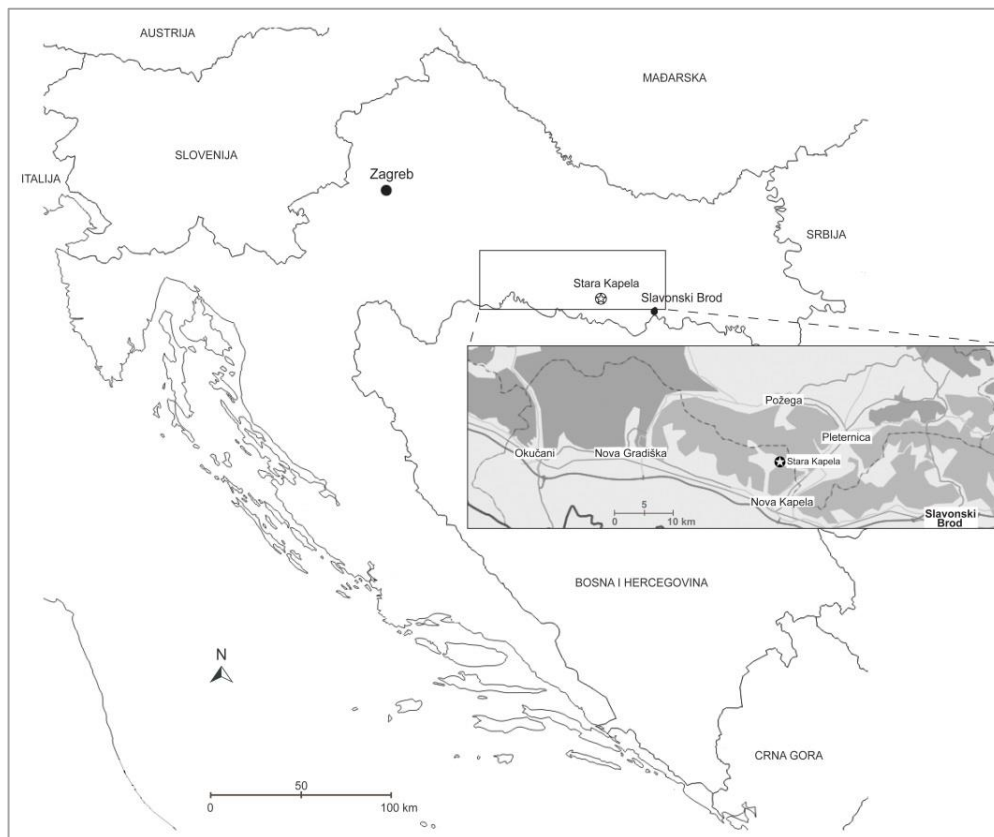 AUSTRIJA
MAĐARSKA
SLOVENIJA
ITALIJA
Zagreb
SRBIJA
Stara Kapela
Slavonski Brod
Požega
Pleternica
Okučani
Nova Gradiška
Stara Kapela
Nova Kapela
5
0
10 km
Slavonski
Brod
BOSNA I HERCEGOVINA
N
CRNA GORA
50
0
100 km